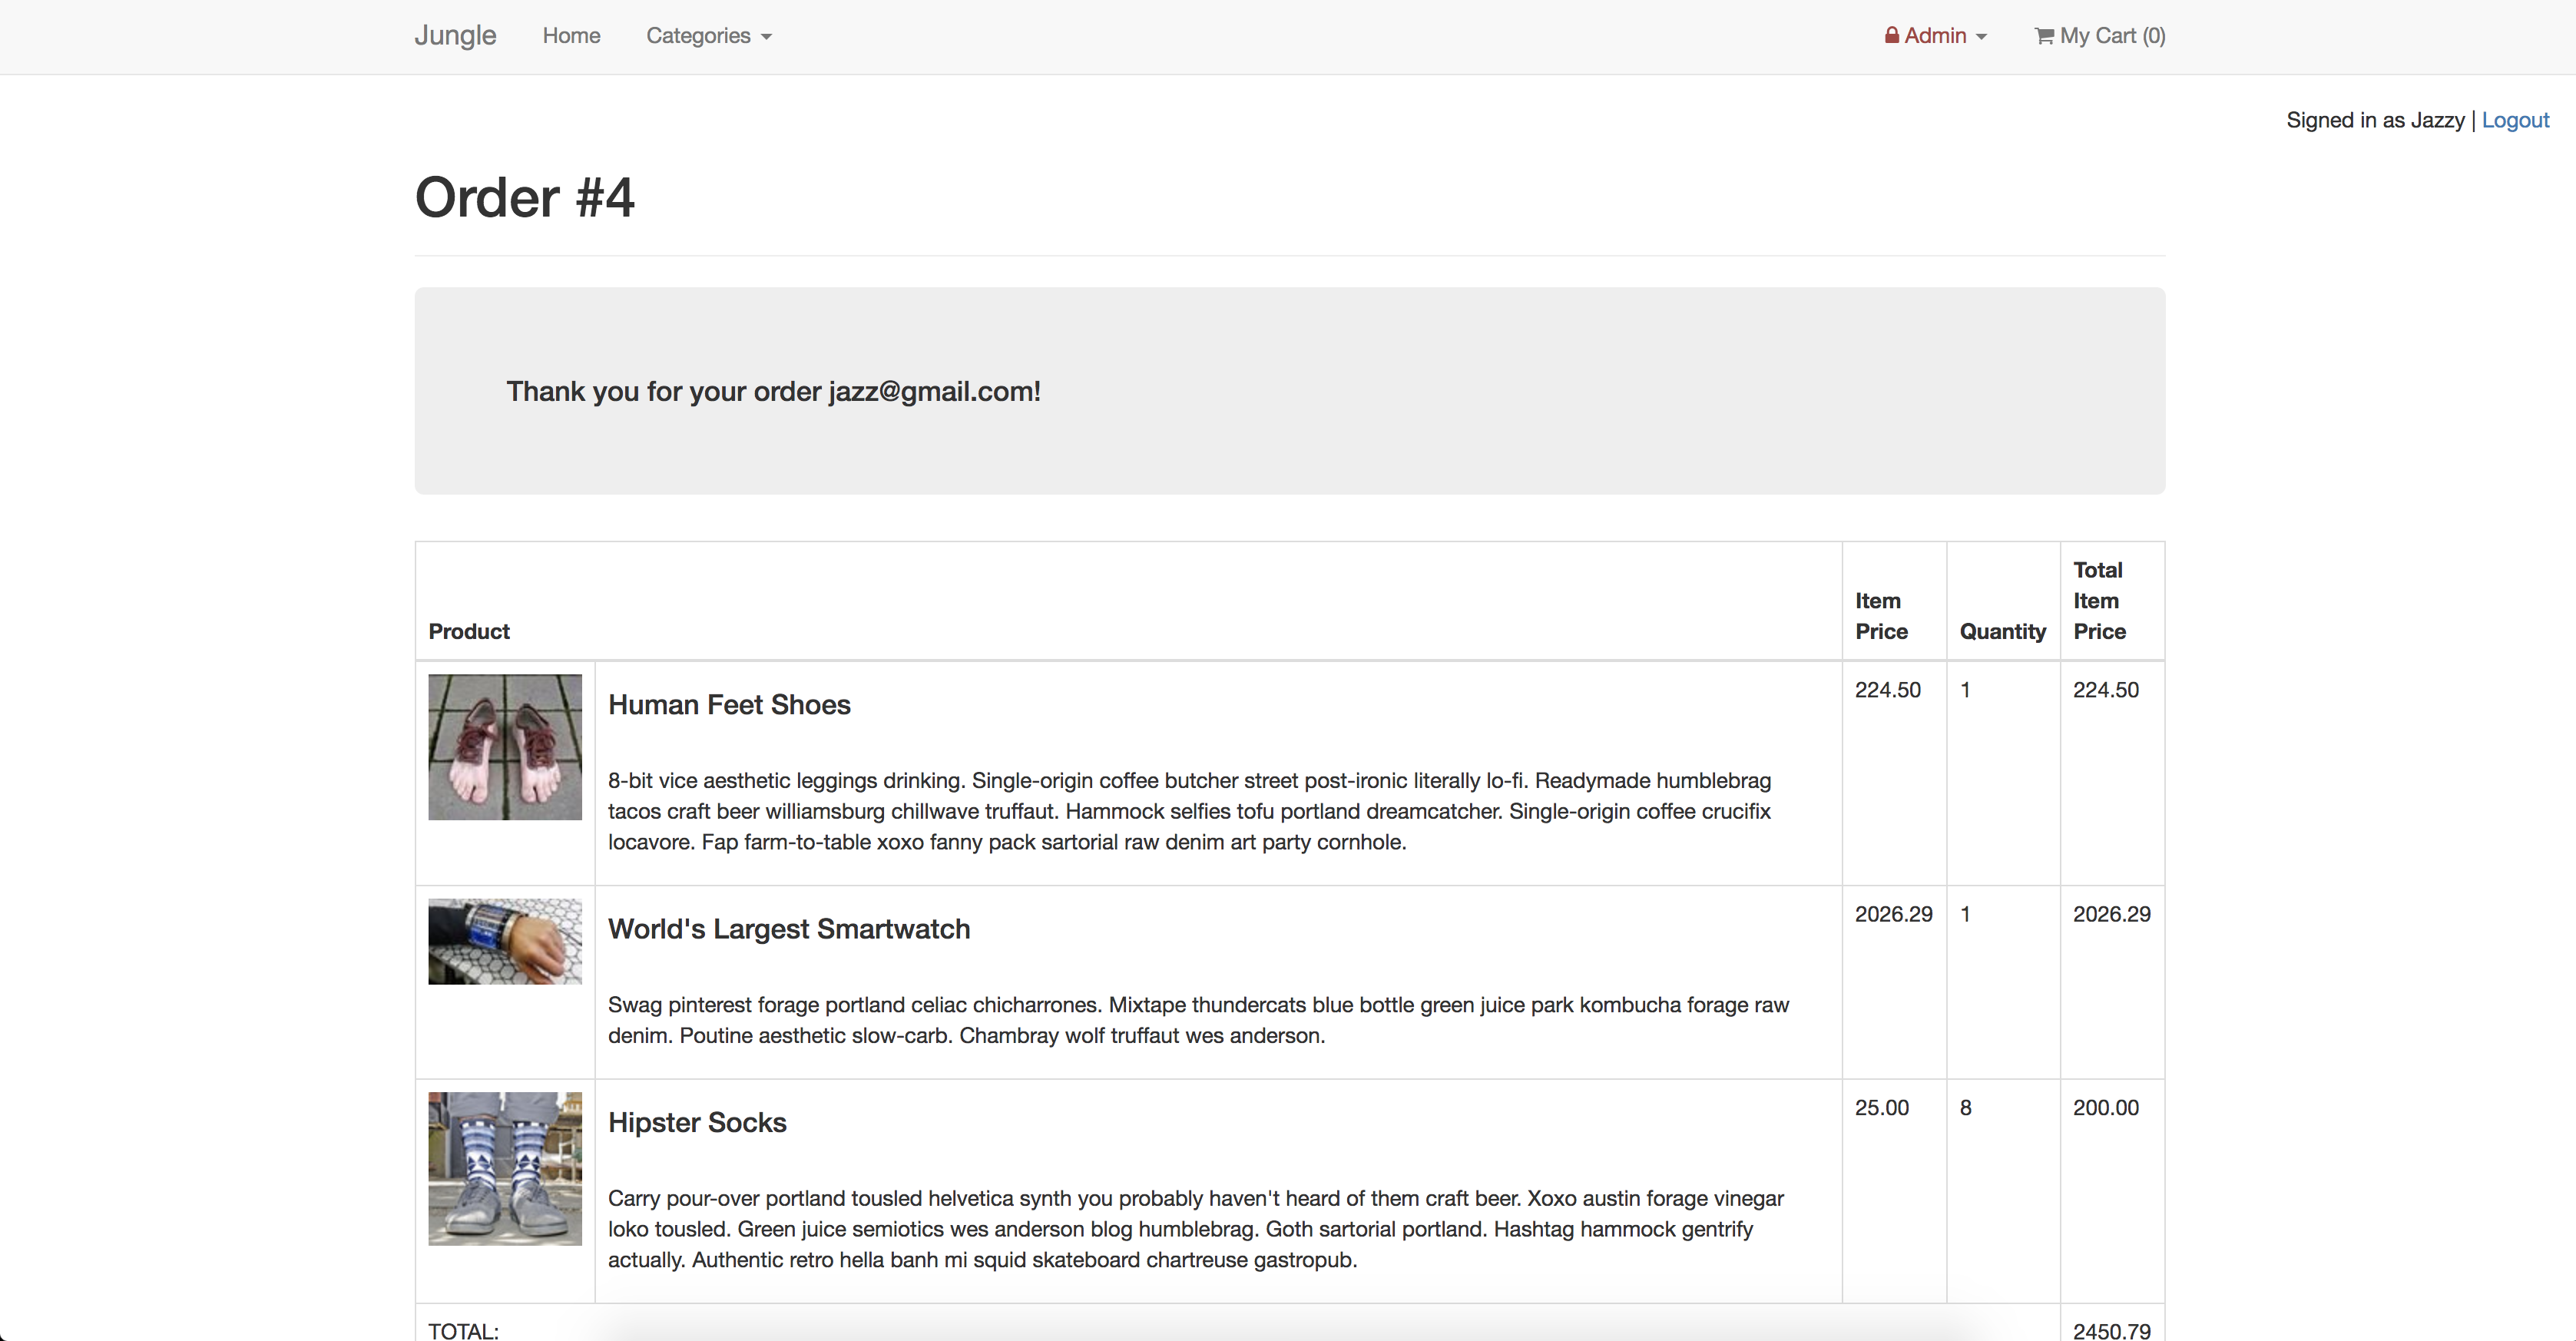 Jungle Home Categories Admin My Cart (0)
Signed in as Jazzy | Logout
Order #4
Thank you for your order jazz@gmail.com!
Product Item Price Quantity Total Item Price
Human Feet Shoes 224.50 1 224.50
8-bit vice aesthetic leggings drinking. Single-origin coffee butcher street post-ironic literally lo-fi. Readymade humblebrag
tacos craft beer williamsburg chillwave truffaut. Hammock selfies tofu portland dreamcatcher. Single-origin coffee crucifix
locavore. Fap farm-to-table xoxo fanny pack sartorial raw denim art party cornhole.
World's Largest Smartwatch 2026.29 1 2026.29
Swag pinterest forage portland celiac chicharrones. Mixtape thundercats blue bottle green juice park kombucha forage raw
denim. Poutine aesthetic slow-carb. Chambray wolf truffaut wes anderson.
Hipster Socks 25.00 8 200.00
Carry pour-over portland tousled helvetica synth you probably haven't heard of them craft beer. Xoxo austin forage vinegar
loko tousled. Green juice semiotics wes anderson blog humblebrag. Goth sartorial portland. Hashtag hammock gentrify
actually. Authentic retro hella banh mi squid skateboard chartreuse gastropub.
TOTAL: 2450.79